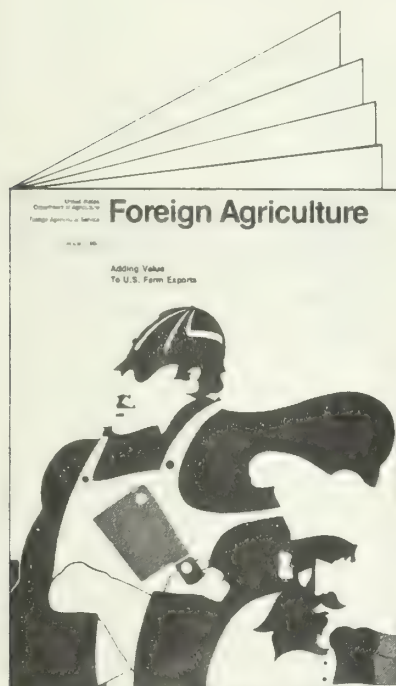 United States
Department of Agriculture
Foreign Agricultural Service
Foreign Agriculture
Adding Value
To U.S. Farm Exports